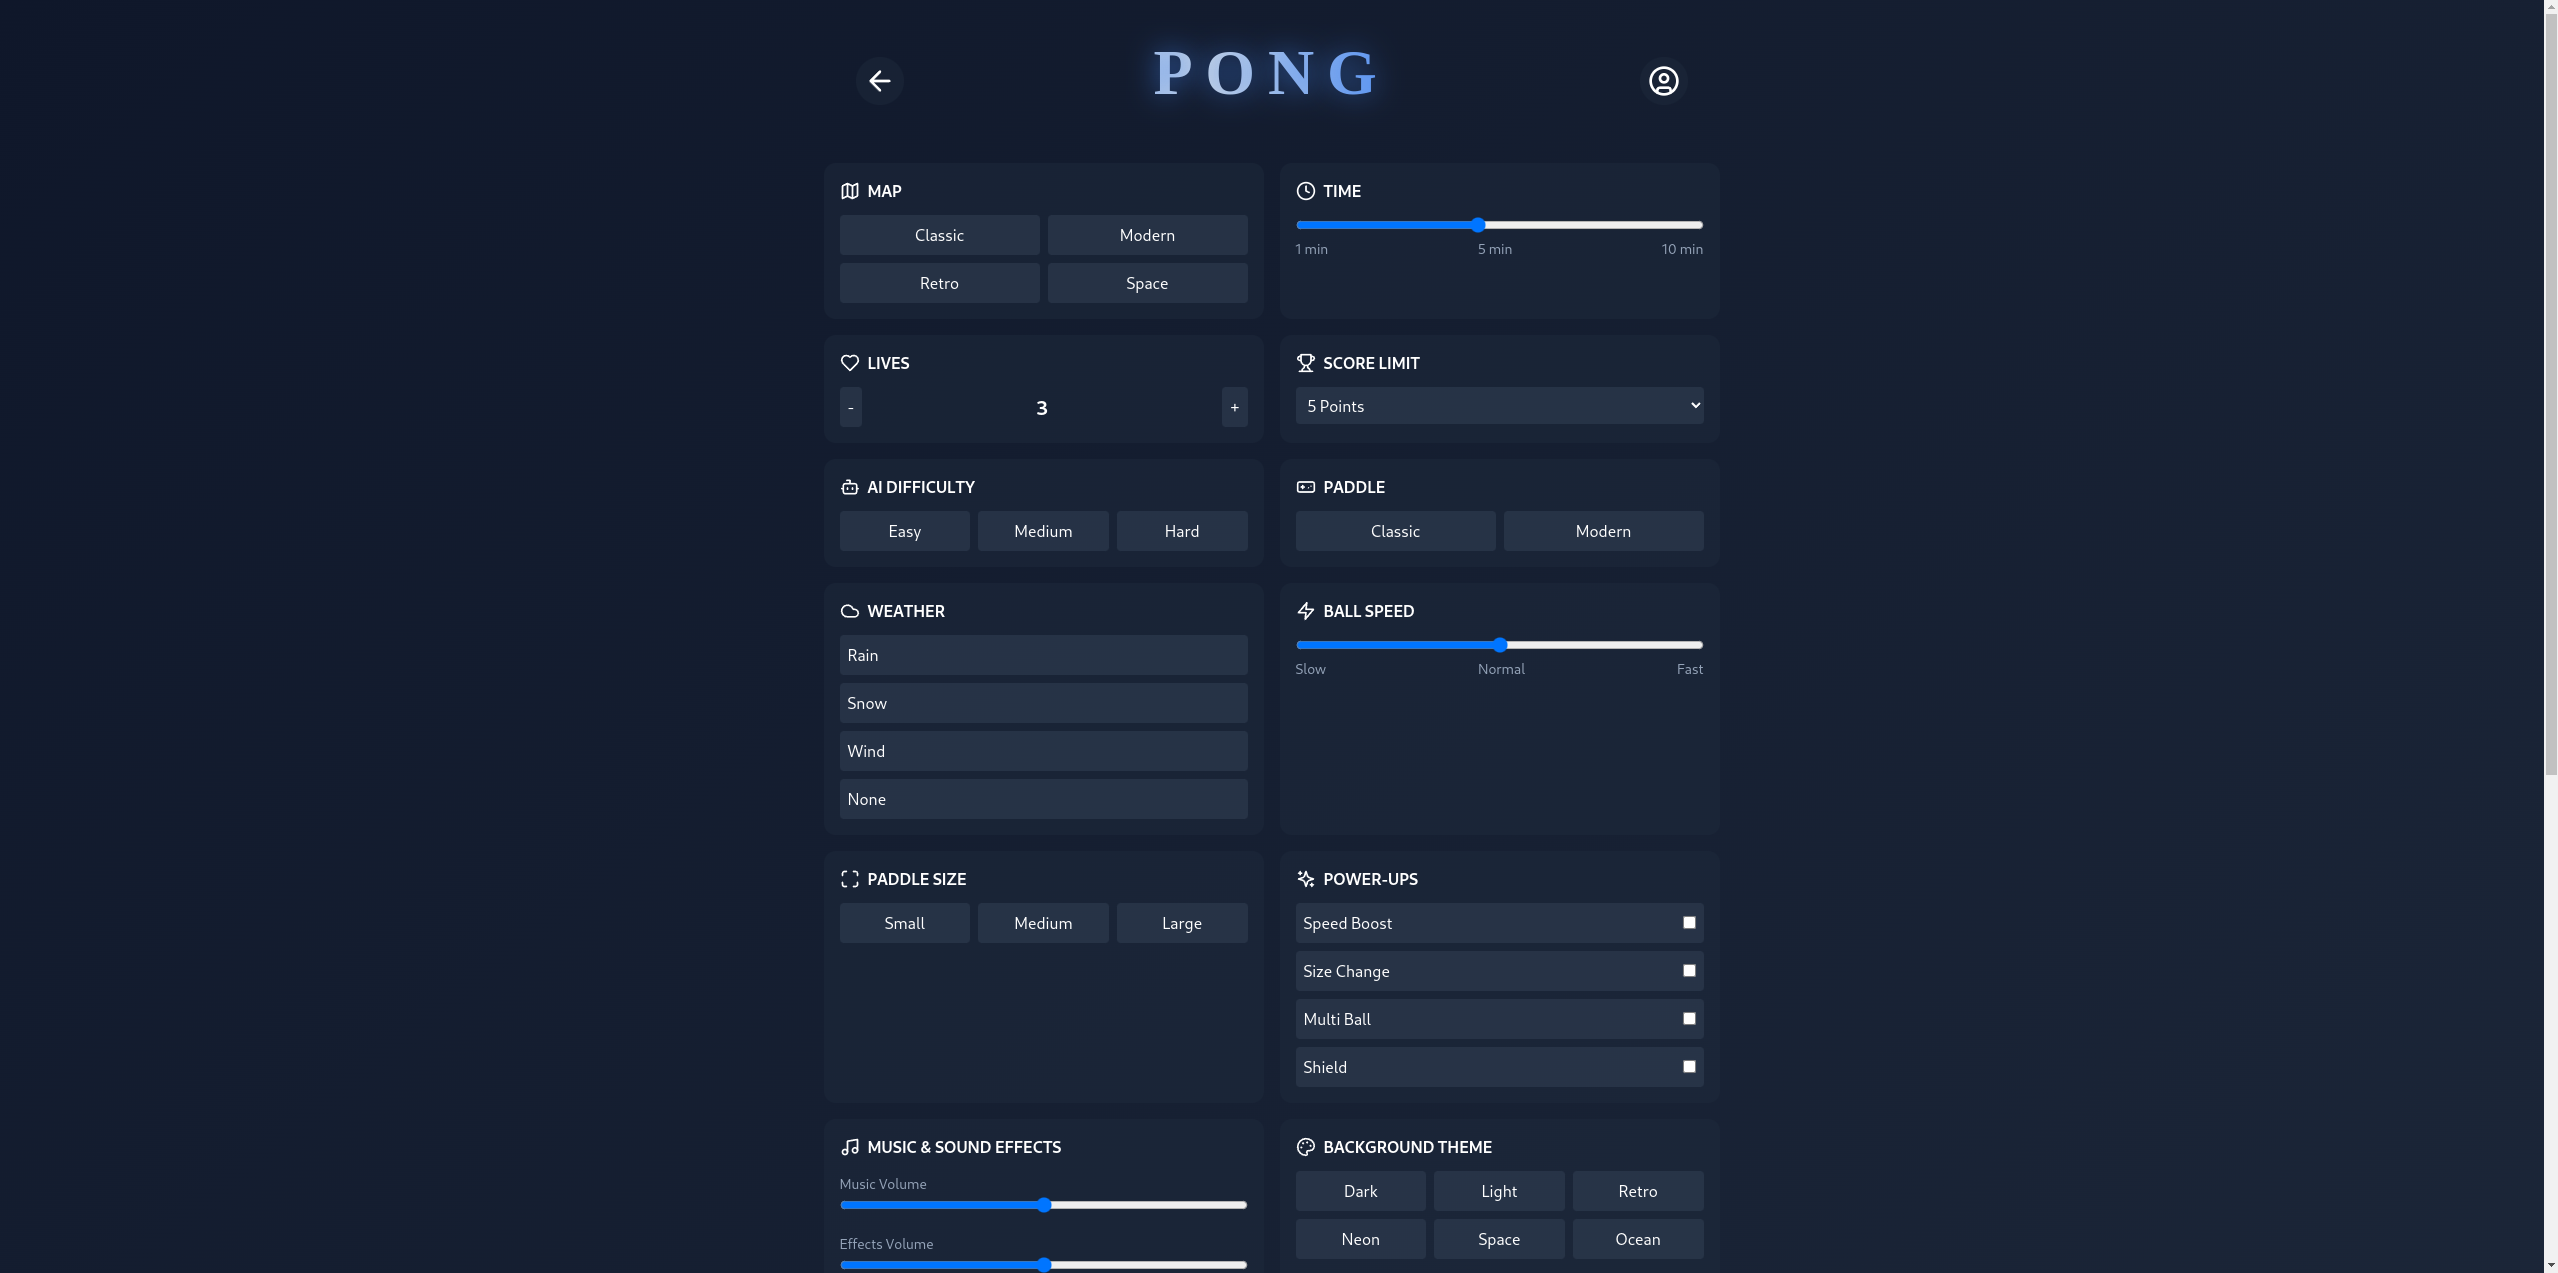 PONG
MAP
Classic
Modern
Retro
Space
TIME
1 min
5 min
10 min
LIVES
-
3
+
SCORE LIMIT
5 Points
AI DIFFICULTY
Easy
Medium
Hard
PADDLE
Classic
Modern
WEATHER
Rain
Snow
Wind
None
BALL SPEED
Slow
Normal
Fast
PADDLE SIZE
Small
Medium
Large
POWER-UPS
Speed Boost
Size Change
Multi Ball
Shield
MUSIC & SOUND EFFECTS
Music Volume
Effects Volume
BACKGROUND THEME
Dark
Light
Retro
Neon
Space
Ocean